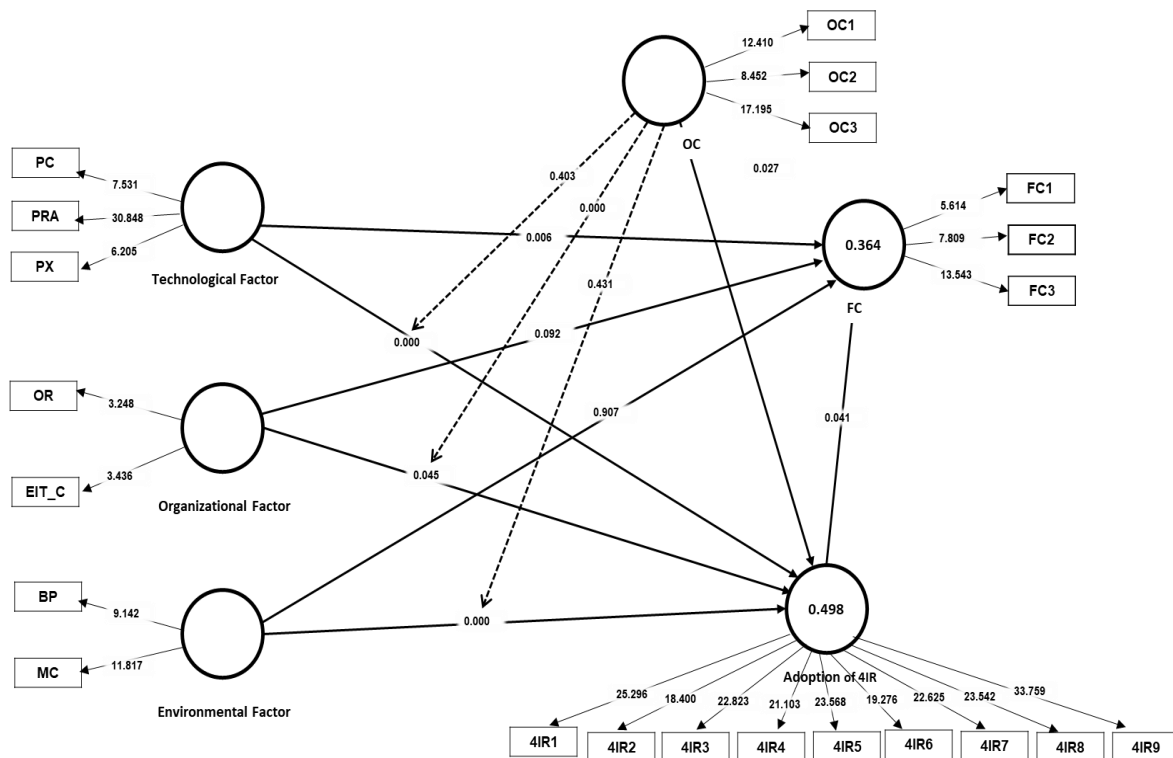 OC1
12.410
OC2
8.452
17.195
OC3
OC
0.027
PC
7.531
0.403
FC1
5.614
PRA
30.848
0.000
FC2
0.364
7.809
0.006
PX
6.205
Technological Factor
13.543
FC3
0.431
FC
0.092
0.000
OR
3.248
0.907
0.041
EIT_C
3.436
0.045
Organizational Factor
BP
9.142
0.498
0.000
MC
11.817
Adoption of 4IR
Environmental Factor
25.296
18.400
22.823
21.103
23.568
19.276
22.625
23.542
33.759
4IR1
4IR2
4IR3
4IR4
4IR5
4IR6
4IR7
4IR8
4IR9